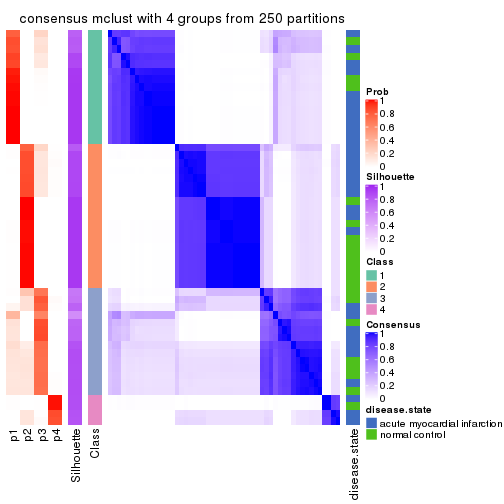 consensus mclust with 4 groups from 250 partitions
Prob
1
0.8
0.6
0.4
0.2
0
Silhouette
1
0.8
0.6
0.4
0.2
0
Class
1
2
3
4
Consensus
1
0.8
0.6
0.4
0.2
0
disease.state
acute myocardial infarction
normal control
p1
p2
p3
p4
Silhouette
Class
disease.state